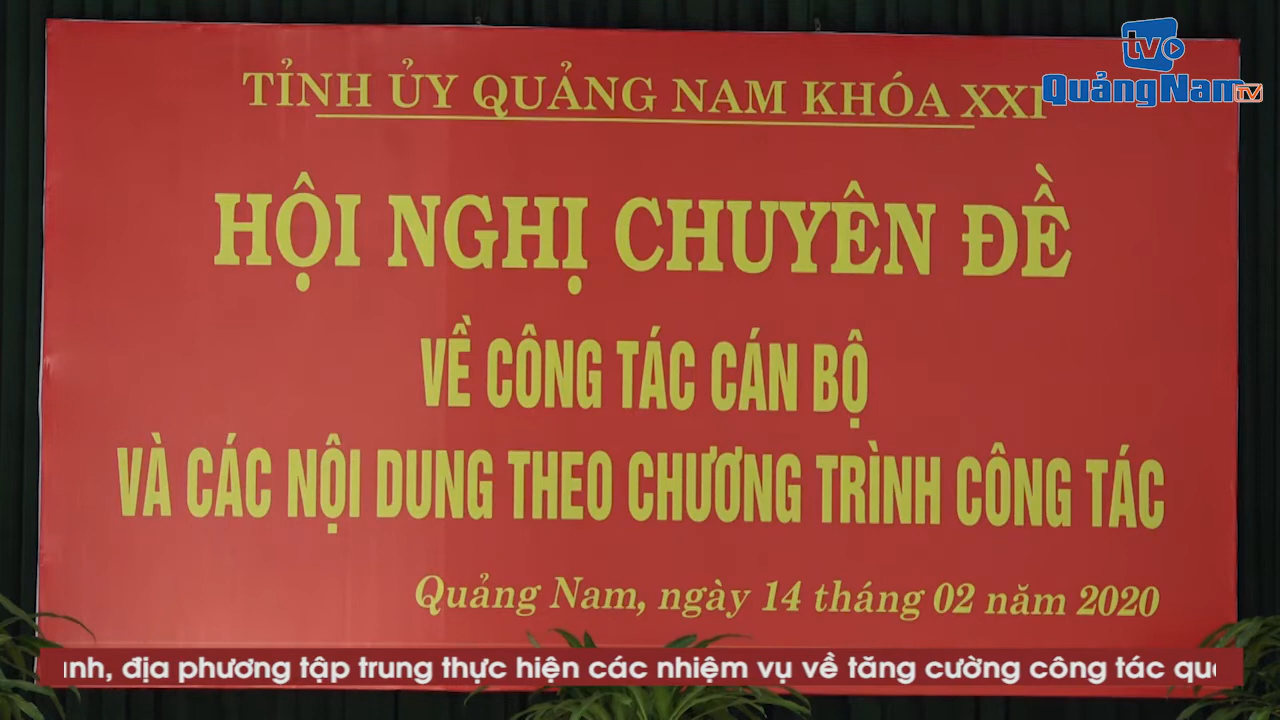 tv
QuảngNamTV
TỈNH ỦY QUẢNG NAM KHÓA XXI
HỘI NGHỊ CHUYÊN ĐỀ
VỀ CÔNG TÁC CÁN BỘ
VÀ CÁC NỘI DUNG THEO CHƯƠNG TRÌNH CÔNG TÁC
Quảng Nam, ngày 14 tháng 02 năm 2020
địa phương tập trung thực hiện các nhiệm vụ về tăng cường công tác